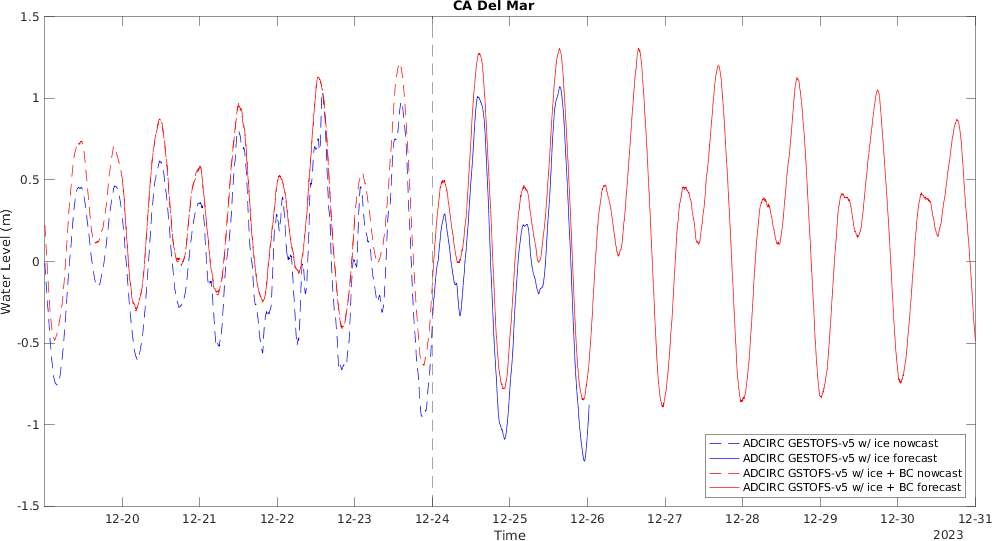 CA Del Mar
1.5
1
0.5
0
-0.5
-1
-1.5
Water Level (m)
12-20 12-21 12-22 12-23 12-24 12-25 12-26 12-27 12-28 12-29 12-30 12-31
Time
2023
ADCIRC GESTOFS-v5 w/ ice nowcast
ADCIRC GESTOFS-v5 w/ ice forecast
ADCIRC GSTOFS-v5 w/ ice + BC nowcast
ADCIRC GSTOFS-v5 w/ ice + BC forecast